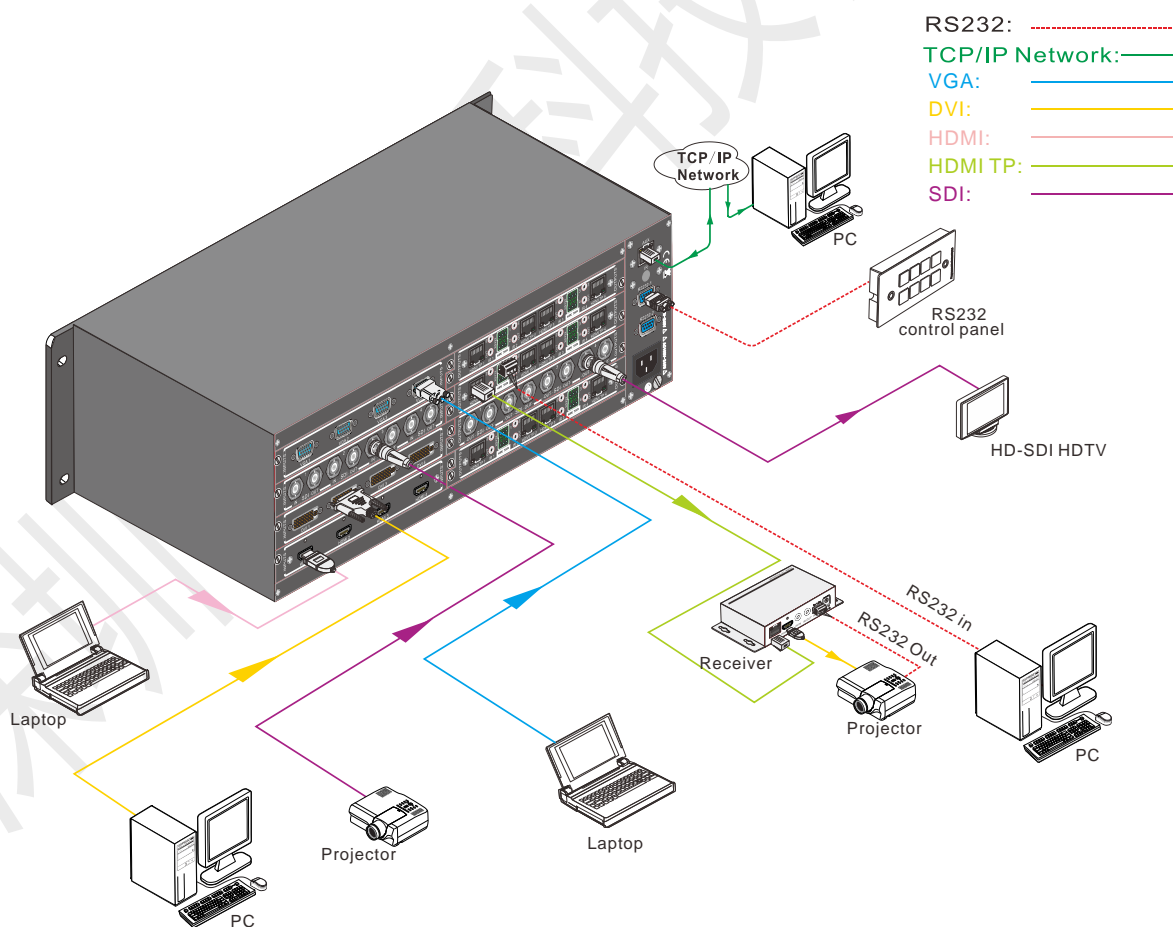 RS232:
TCP/IP Network:
VGA:
DVI:
HDMI:
HDMI TP:
SDI:
TCP/IP
Network
PC
RS232
control panel
HD-SDI HDTV
RS232 in
RS232 Out
Receiver
Projector
PC
Laptop
Laptop
Projector
PC